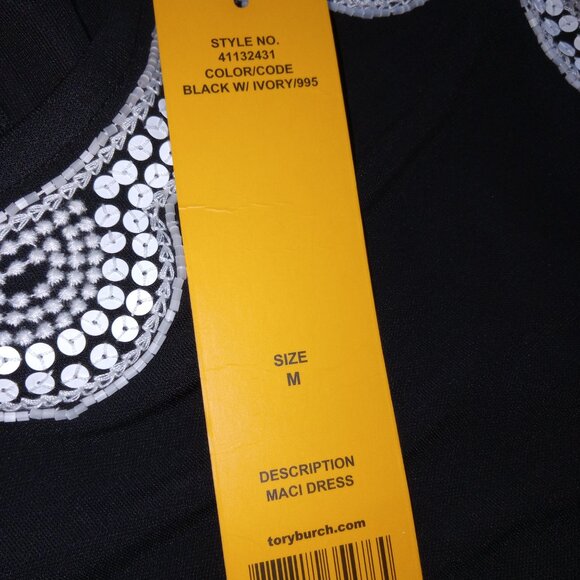 STYLE NO.
41132431
COLOR/CODE
BLACK W/ IVORY/995
SIZE
M
DESCRIPTION
MACI DRESS
toryburch.com